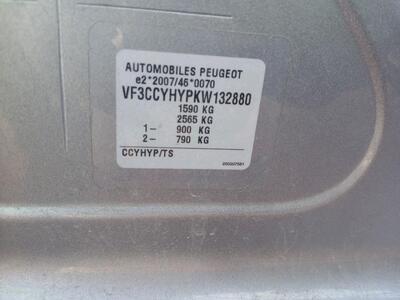 AUTOMOBILES PEUGEOT
e2*2007/46*0070
VF3CCYHYPKW132880
1590 KG
2565 KG
1- 900 KG
2- 790 KG
CCYHYP/TS